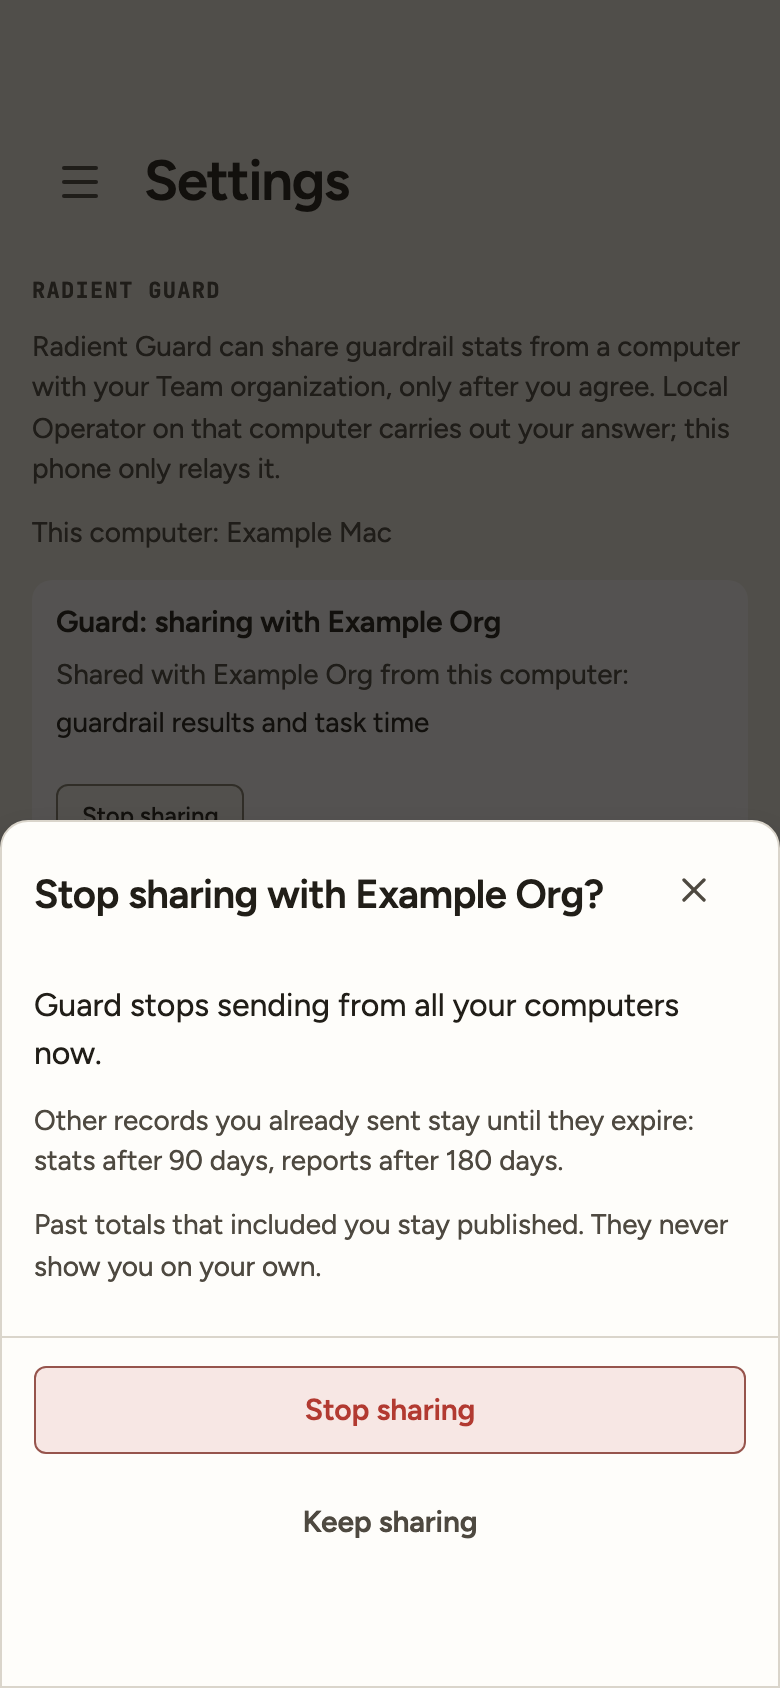 Settings
RADIENT GUARD
Radient Guard can share guardrail stats from a computer
with your Team organization, only after you agree. Local
Operator on that computer carries out your answer; this
phone only relays it.
This computer: Example Mac
Guard: sharing with Example Org
Shared with Example Org from this computer:
guardrail results and task time
Stop sharing
Stop sharing with Example Org?
Guard stops sending from all your computers
now.
Other records you already sent stay until they expire:
stats after 90 days, reports after 180 days.
Past totals that included you stay published. They never
show you on your own.
Stop sharing
Keep sharing